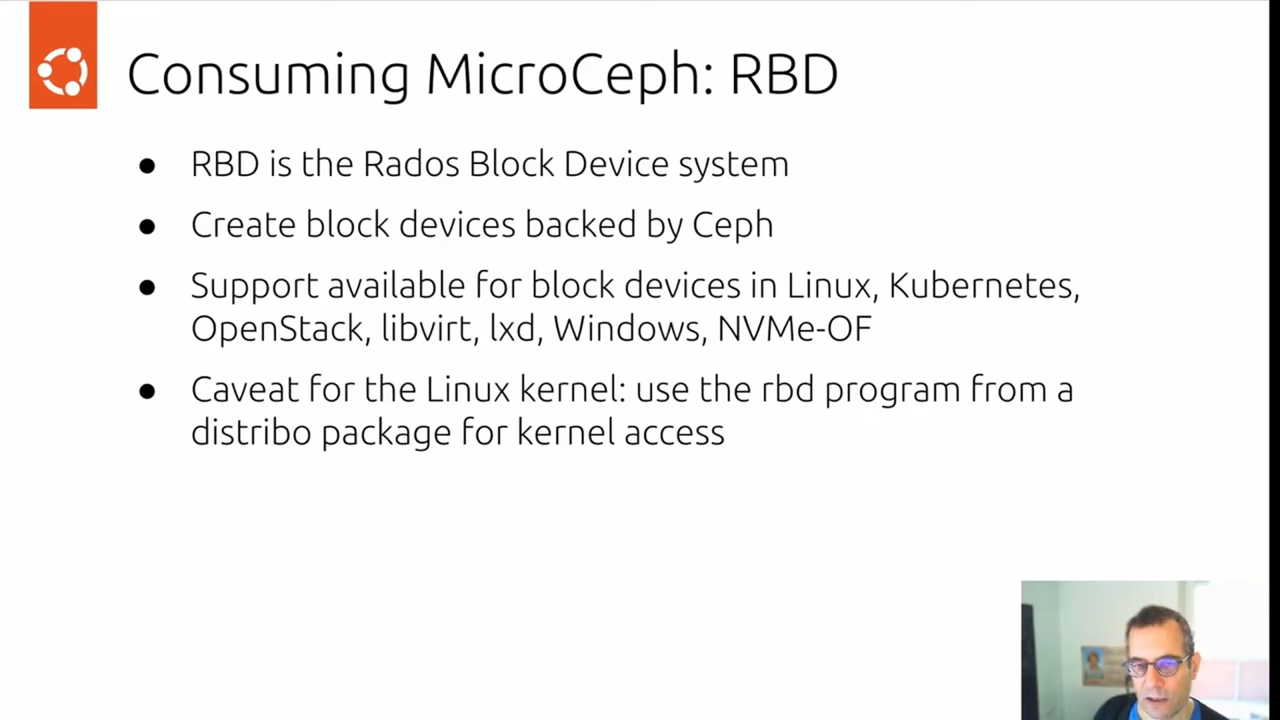 Consuming MicroCeph: RBD
● RBD is the Rados Block Device system
● Create block devices backed by Ceph
● Support available for block devices in Linux, Kubernetes,
OpenStack, libvirt, lxd, Windows, NVMe-OF
● Caveat for the Linux kernel: use the rbd program from a
distribo package for kernel access